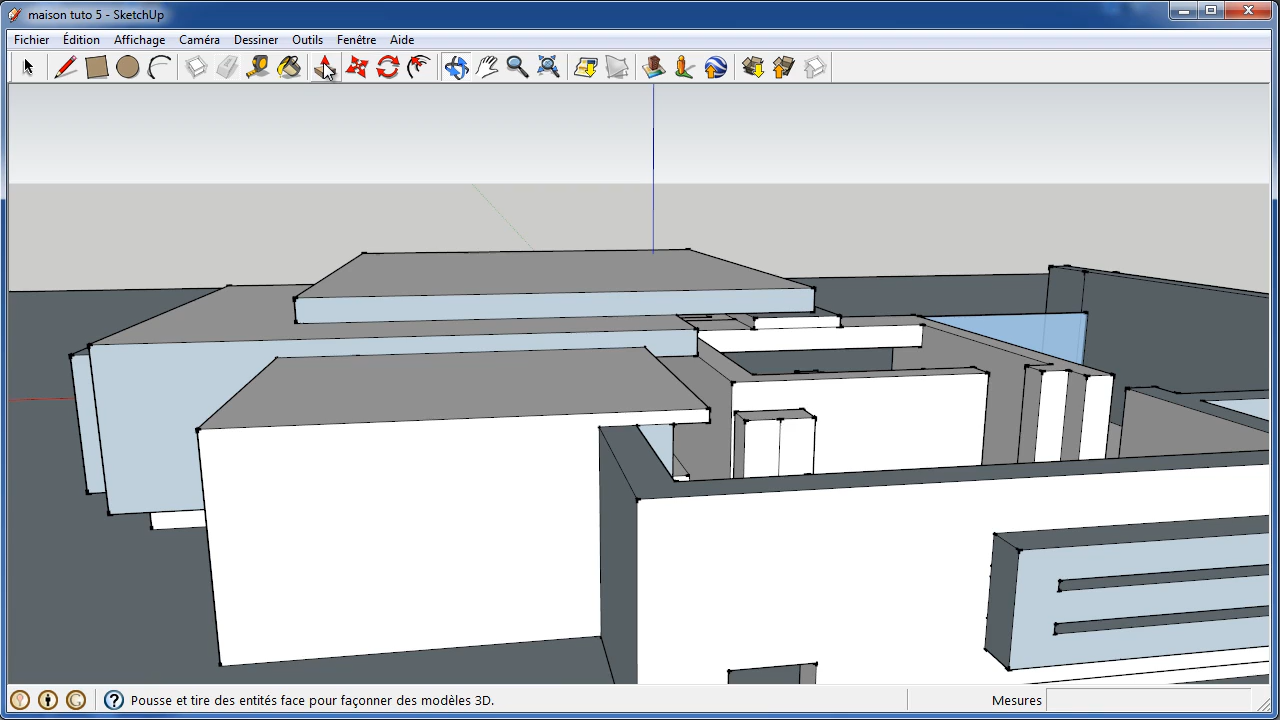 maison tuto 5 - SketchUp
Fichier Édition Affichage Caméra Dessiner Outils Fenêtre Aide
Pousse et tire des entités face pour façonner des modèles 3D. Mesures